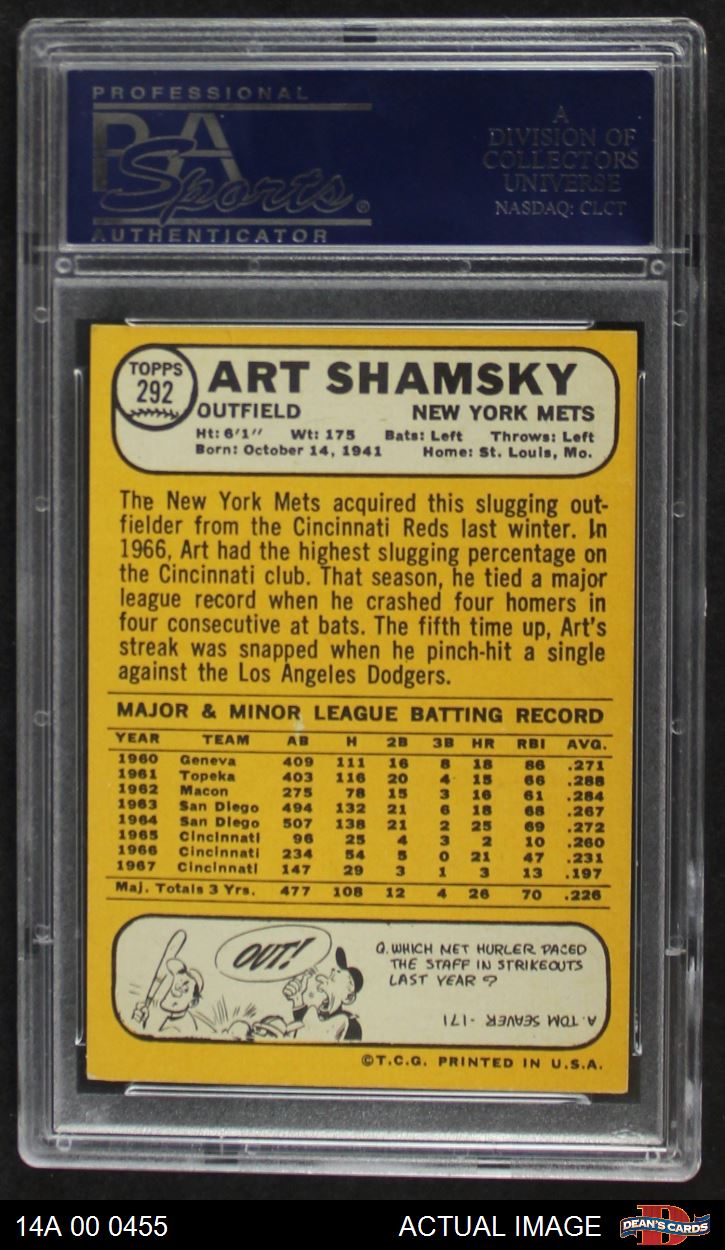 PROFESSIONAL
PSA
Sports®
AUTHENTICATOR
A
DIVISION OF
COLLECTORS
UNIVERSE
NASDAQ: CLCT
TOPPS
292
ART SHAMSKY
OUTFIELD NEW YORK METS
Ht: 6'1" Wt: 175 Bats: Left Throws: Left
Born: October 14, 1941 Home: St. Louis, Mo.
The New York Mets acquired this slugging out-
fielder from the Cincinnati Reds last winter. In
1966, Art had the highest slugging percentage on
the Cincinnati club. That season, he tied a major
league record when he crashed four homers in
four consecutive at bats. The fifth time up, Art's
streak was snapped when he pinch-hit a single
against the Los Angeles Dodgers.
MAJOR & MINOR LEAGUE BATTING RECORD
YEAR TEAM AB H 2B 3B HR RBI AVG.
1960 Geneva 409 111 16 8 18 86 .271
1961 Topeka 403 116 20 4 15 66 .288
1962 Macon 275 78 15 3 16 61 .284
1963 San Diego 494 132 21 6 18 68 .267
1964 San Diego 507 138 21 2 25 69 .272
1965 Cincinnati 96 25 4 3 2 10 .260
1966 Cincinnati 234 54 5 0 21 47 .231
1967 Cincinnati 147 29 3 1 3 13 .197
Maj. Totals 3 Yrs. 477 108 12 4 26 70 .226
OUT!
Q. WHICH MET HURLER PACED
THE STAFF IN STRIKEOUTS
LAST YEAR?
A. TOM SEAVER - 171
©T.C.G. PRINTED IN U.S.A.
14A 00 0455 ACTUAL IMAGE DEAN'S CARDS